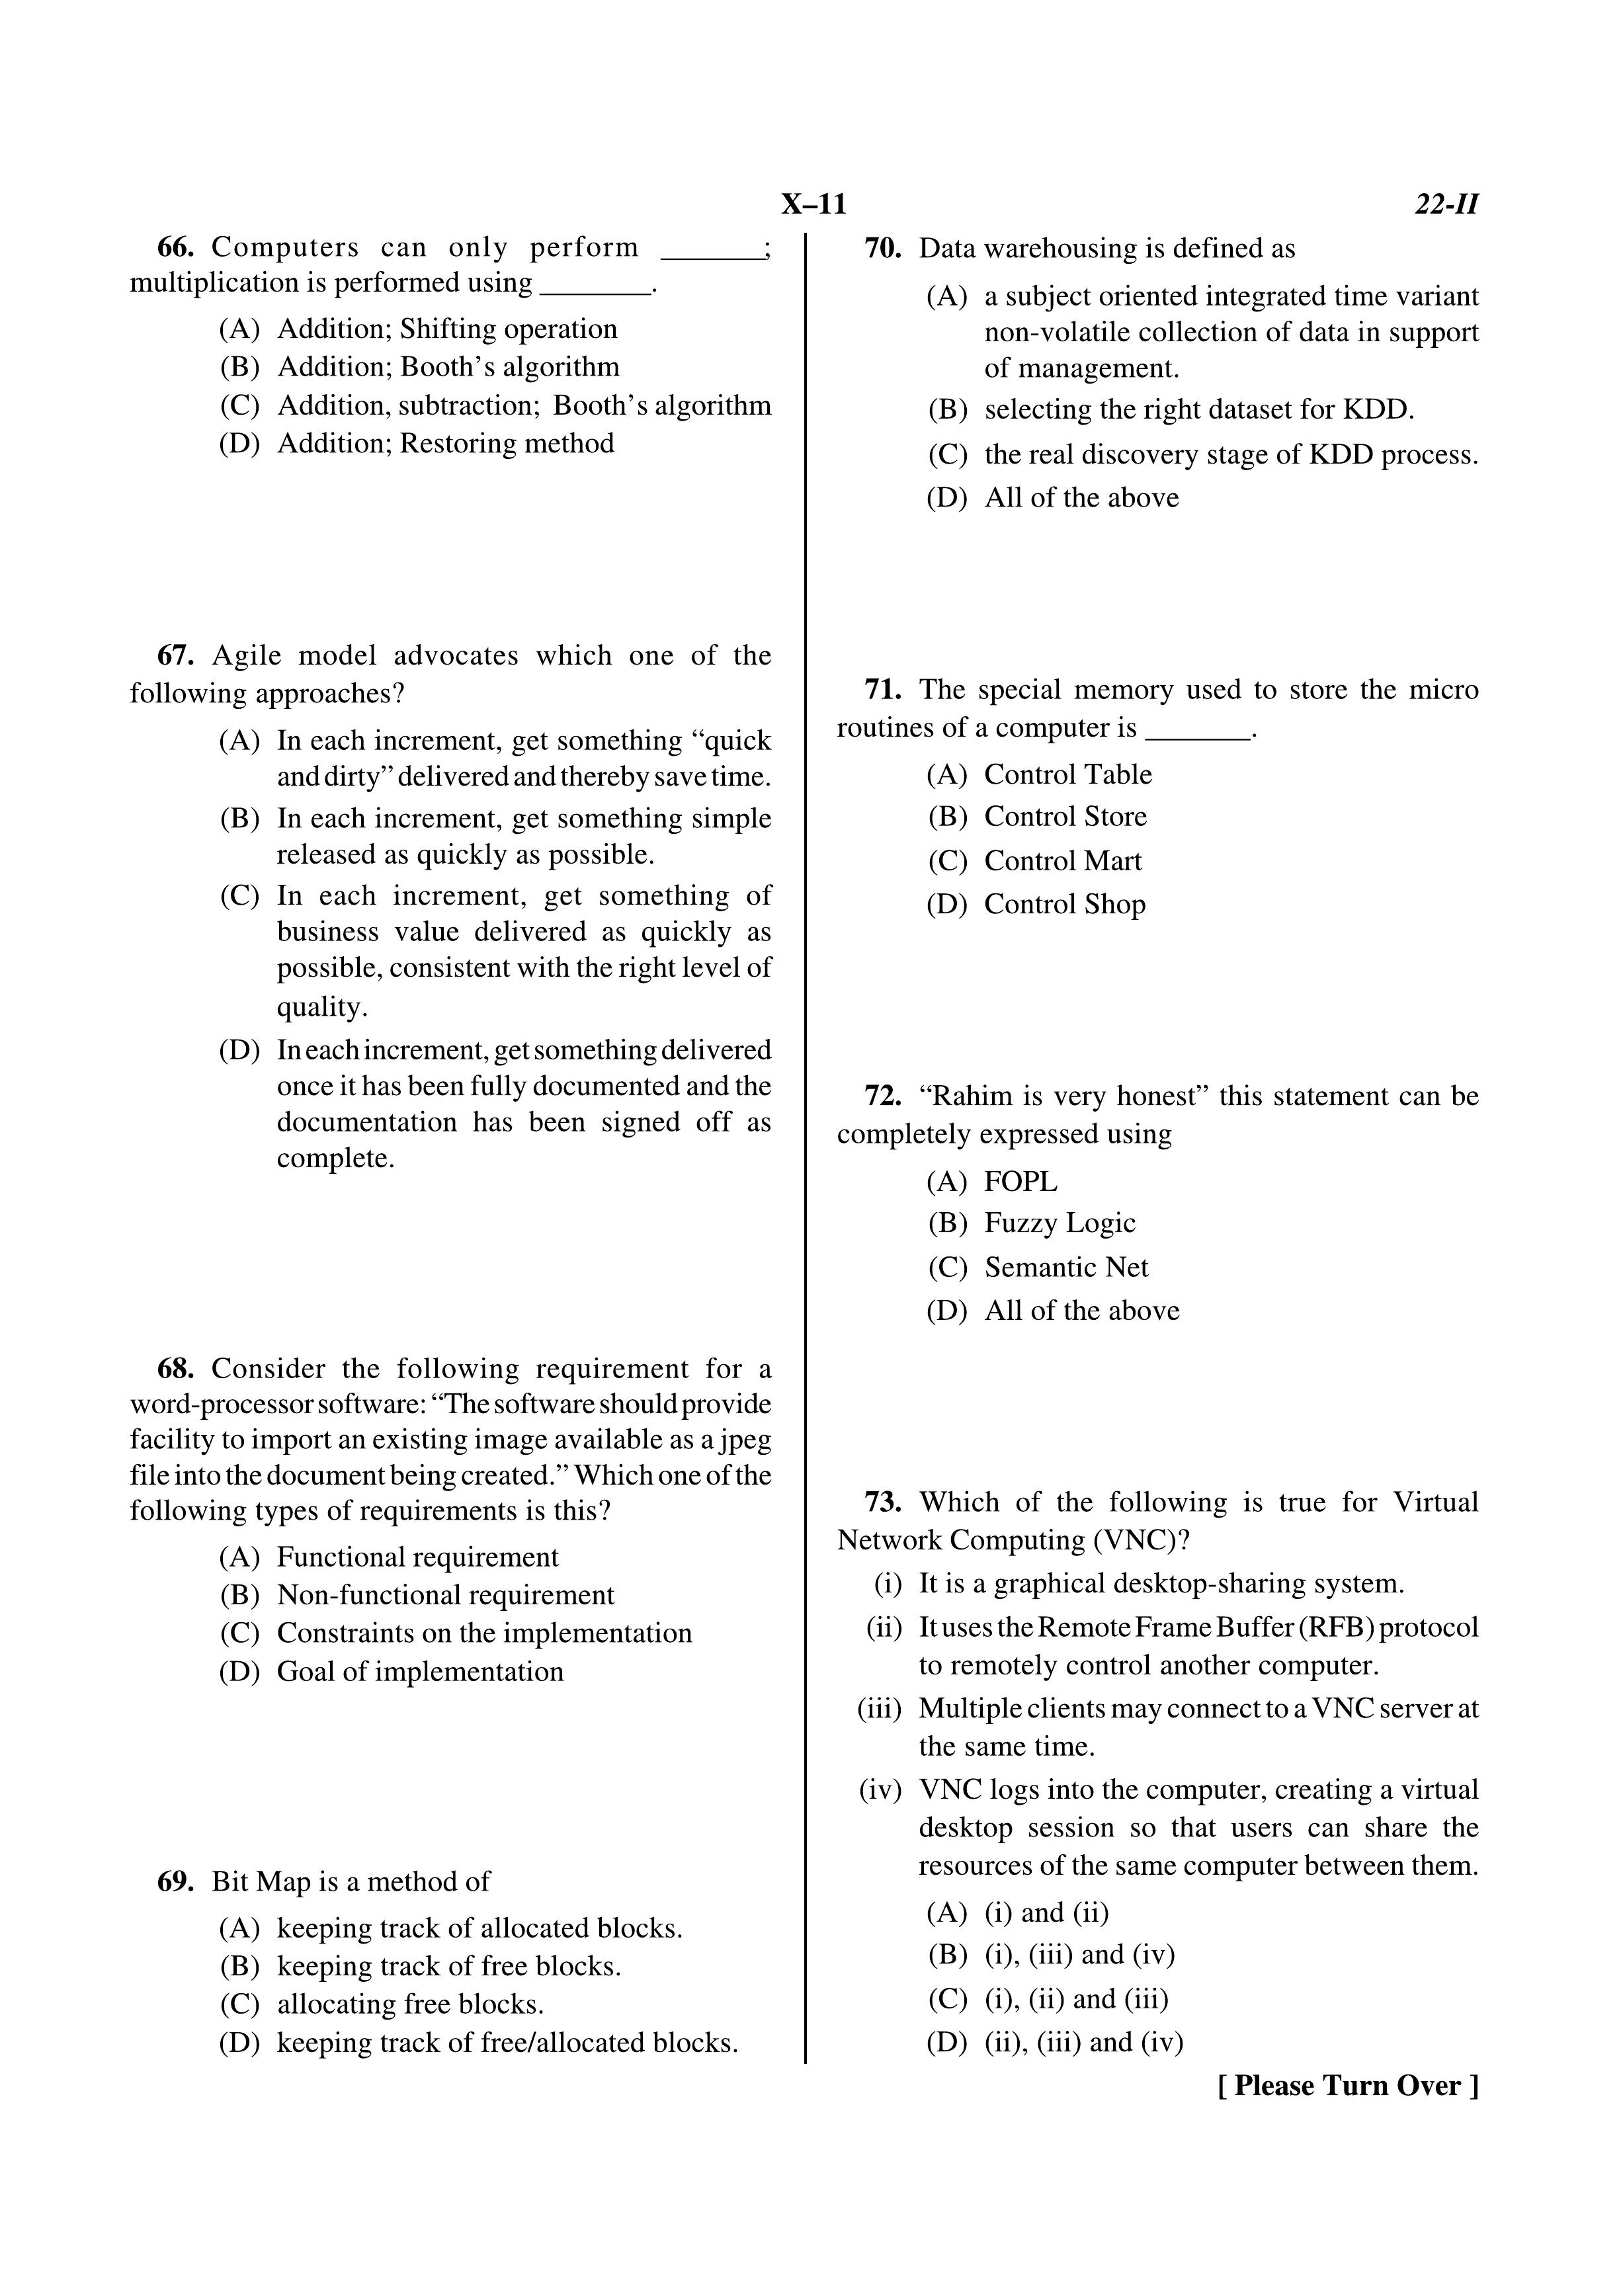 X–11
22-II
66. Computers can only perform _______;
multiplication is performed using ________.
(A) Addition; Shifting operation
(B) Addition; Booth’s algorithm
(C) Addition, subtraction; Booth’s algorithm
(D) Addition; Restoring method
67. Agile model advocates which one of the
following approaches?
(A) In each increment, get something “quick
and dirty” delivered and thereby save time.
(B) In each increment, get something simple
released as quickly as possible.
(C) In each increment, get something of
business value delivered as quickly as
possible, consistent with the right level of
quality.
(D) In each increment, get something delivered
once it has been fully documented and the
documentation has been signed off as
complete.
68. Consider the following requirement for a
word-processor software: “The software should provide
facility to import an existing image available as a jpeg
file into the document being created.” Which one of the
following types of requirements is this?
(A) Functional requirement
(B) Non-functional requirement
(C) Constraints on the implementation
(D) Goal of implementation
69. Bit Map is a method of
(A) keeping track of allocated blocks.
(B) keeping track of free blocks.
(C) allocating free blocks.
(D) keeping track of free/allocated blocks.
70. Data warehousing is defined as
(A) a subject oriented integrated time variant
non-volatile collection of data in support
of management.
(B) selecting the right dataset for KDD.
(C) the real discovery stage of KDD process.
(D) All of the above
71. The special memory used to store the micro
routines of a computer is _______.
(A) Control Table
(B) Control Store
(C) Control Mart
(D) Control Shop
72. “Rahim is very honest” this statement can be
completely expressed using
(A) FOPL
(B) Fuzzy Logic
(C) Semantic Net
(D) All of the above
73. Which of the following is true for Virtual
Network Computing (VNC)?
(i) It is a graphical desktop-sharing system.
(ii) It uses the Remote Frame Buffer (RFB) protocol
to remotely control another computer.
(iii) Multiple clients may connect to a VNC server at
the same time.
(iv) VNC logs into the computer, creating a virtual
desktop session so that users can share the
resources of the same computer between them.
(A) (i) and (ii)
(B) (i), (iii) and (iv)
(C) (i), (ii) and (iii)
(D) (ii), (iii) and (iv)
[ Please Turn Over ]